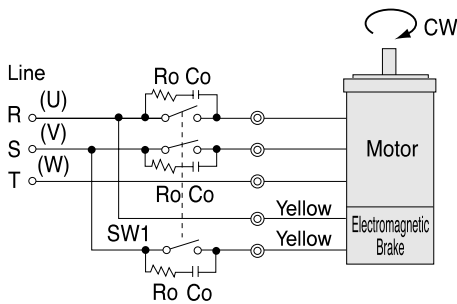 CW
Line
Ro Co
R (U)
S (V)
T (W)
Motor
Ro Co
Yellow
SW1
Yellow
Electromagnetic
Brake
Ro Co